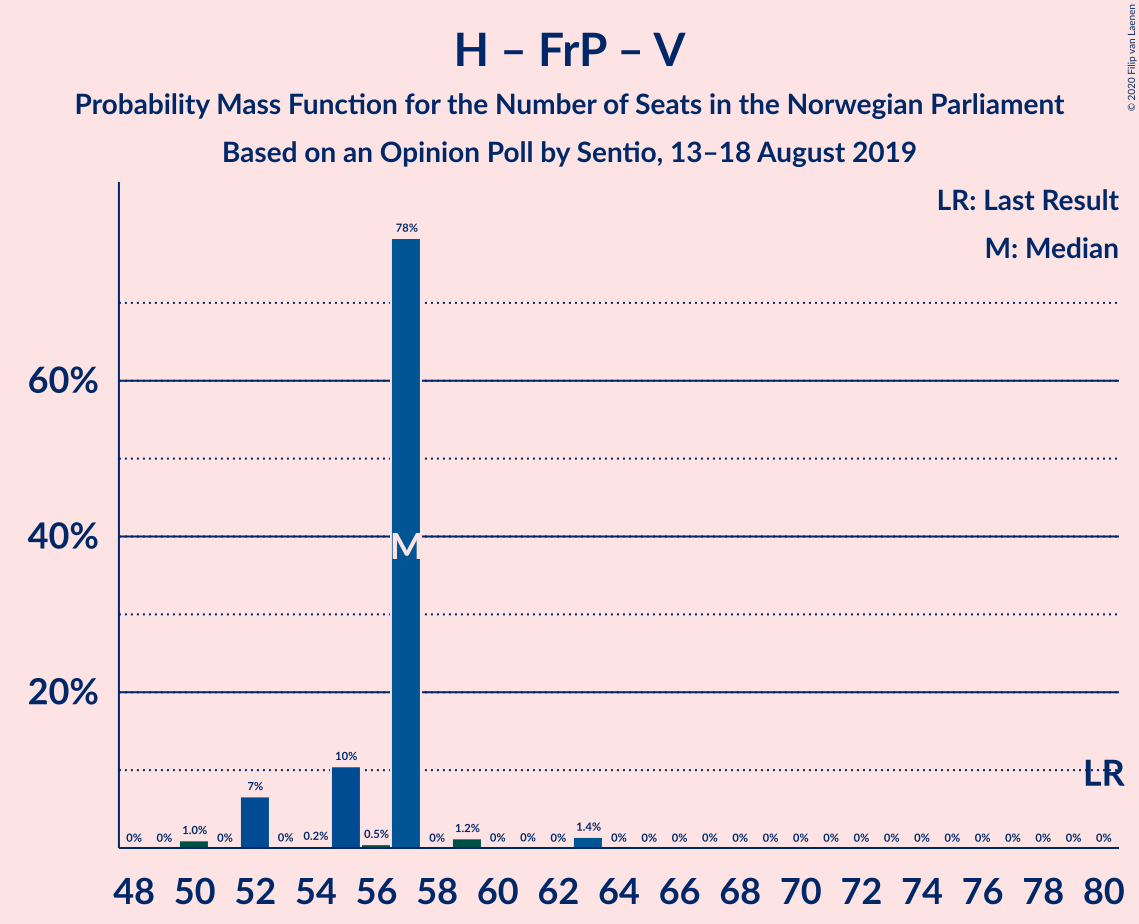 H – FrP – V
Probability Mass Function for the Number of Seats in the Norwegian Parliament
Based on an Opinion Poll by Sentio, 13–18 August 2019
© 2020 Filip van Laenen
LR: Last Result
M: Median
78%
60%
40%
M
20%
10%
LR
7%
0% 0% 1.0% 0% 0% 0.2% 0.5% 0% 1.2% 0% 0% 0% 1.4% 0% 0% 0% 0% 0% 0% 0% 0% 0% 0% 0% 0% 0% 0% 0% 0% 0%
48 50 52 54 56 58 60 62 64 66 68 70 72 74 76 78 80